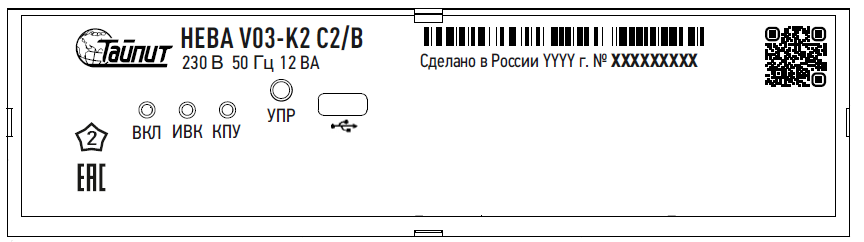 Тайпит
НЕВА V03-K2 C2/B
230 В 50 Гц 12 ВА
Сделано в России YYYY г. № XXXXXXXXX
ВКЛ ИВК КПУ УПР
2
EAC